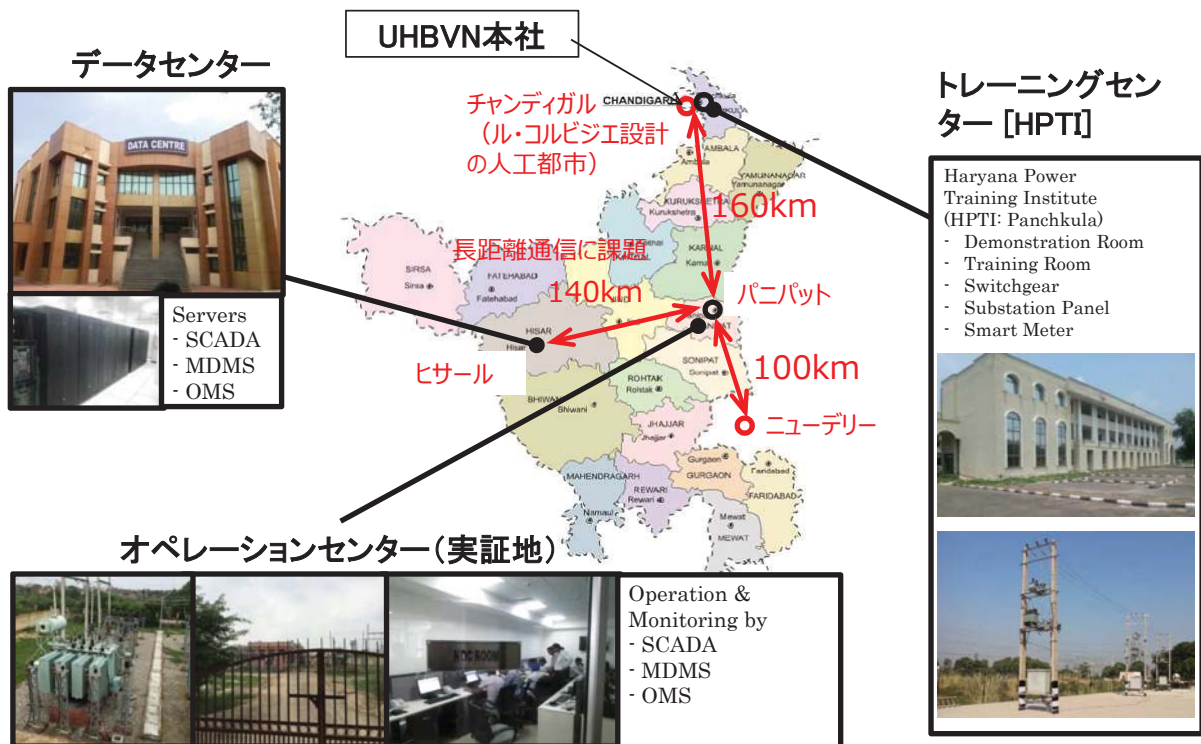 UHBVN本社
データセンター
DATA CENTRE
Servers
- SCADA
- MDMS
- OMS
チャンディガル
（ル・コルビジエ設計
の人工都市）
CHANDIGARH
AMBALA
Ambala
YAMUNANAGAR
Yamunanagar
KURUKSHETRA
Kurukshetra
160km
長距離通信に課題
140km
KARNAL
SIRSA
Sirsa
FATEHABAD
Fatehabad
パニパット
HISAR
Hisar
ヒサール
SONIPAT
Sonipat
100km
ROHTAK
Rohtak
Bhiwani
ニューデリー
JHAJJAR
Jhajjar
Gurgaon
GURGAON
Faridabad
FARIDABAD
MAHENDRAGARH
REWARI
Rewari
Narnaul
Mewat
MEWAT
トレーニングセン
ター [HPTI]
Haryana Power
Training Institute
(HPTI: Panchkula)
- Demonstration Room
- Training Room
- Switchgear
- Substation Panel
- Smart Meter
オペレーションセンター（実証地）
Operation &
Monitoring by
- SCADA
- MDMS
- OMS